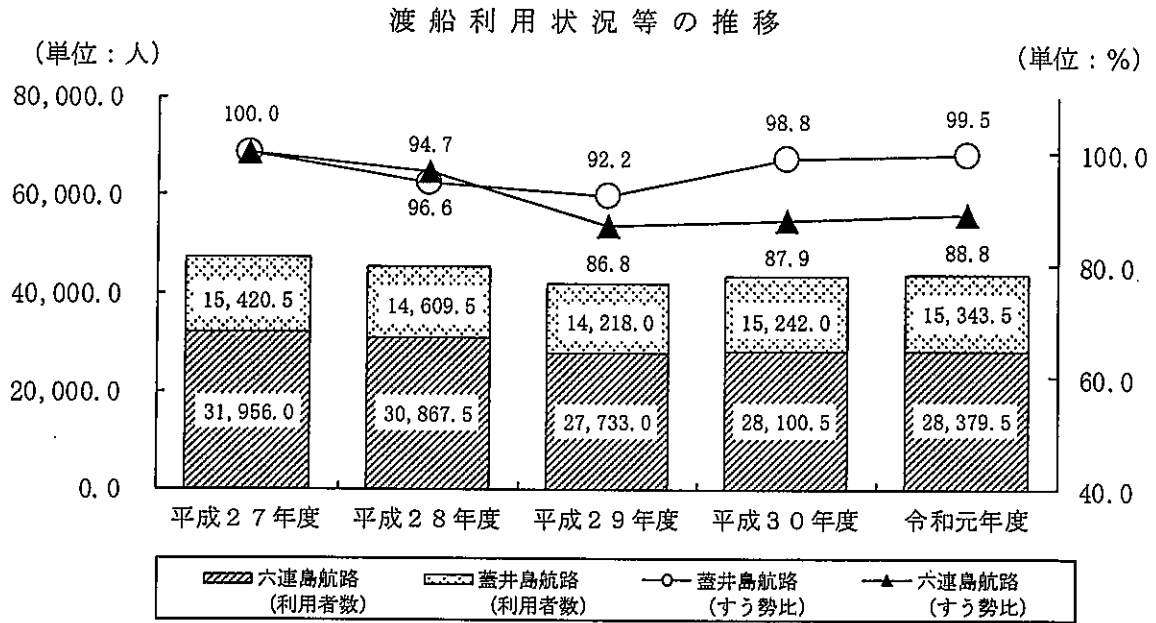 渡船利用状況等の推移
(単位：人)
(単位：%)
80,000.0
60,000.0
40,000.0
20,000.0
0.0
100.0
80.0
60.0
40.0
100.0
94.7
96.6
92.2
86.8
98.8
87.9
99.5
88.8
15,420.5
14,609.5
14,218.0
15,242.0
15,343.5
31,956.0
30,867.5
27,733.0
28,100.5
28,379.5
平成２７年度
平成２８年度
平成２９年度
平成３０年度
令和元年度
六連島航路
(利用者数)
蓋井島航路
(利用者数)
蓋井島航路
(すう勢比)
六連島航路
(すう勢比)